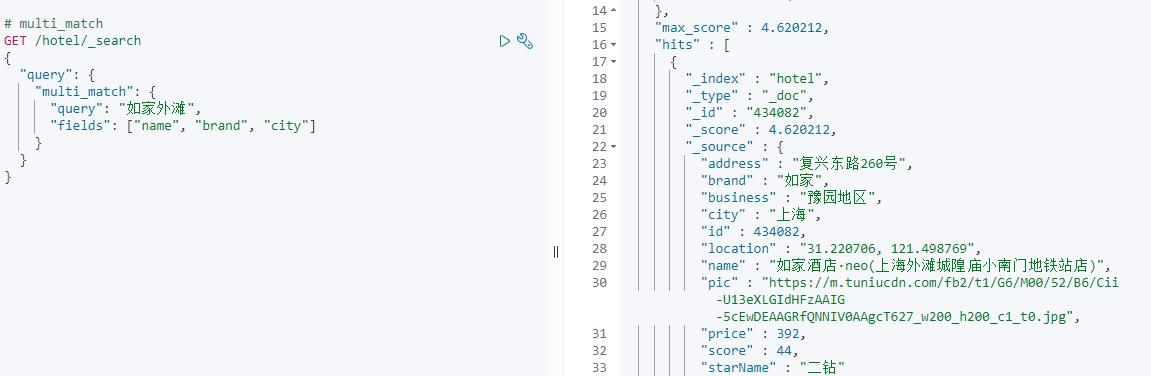 # multi_match
GET /hotel/_search
{
  "query": {
    "multi_match": {
      "query": "如家外滩",
      "fields": ["name", "brand", "city"]
    }
  }
}
14 },
15 "max_score" : 4.620212,
16 "hits" : [
17 {
18 "_index" : "hotel",
19 "_type" : "_doc",
20 "_id" : "434082",
21 "_score" : 4.620212,
22 "_source" : {
23 "address" : "复兴东路260号",
24 "brand" : "如家",
25 "business" : "豫园地区",
26 "city" : "上海",
27 "id" : 434082,
28 "location" : "31.220706, 121.498769",
29 "name" : "如家酒店·neo(上海外滩城隍庙小南门地铁站店)",
30 "pic" : "https://m.tuniucdn.com/fb2/t1/G6/M00/52/B6/Cii
-U13eXLGIdHFzAAIG
-5cEwDEAAGRfQNNIV0AAgcT627_w200_h200_c1_t0.jpg",
31 "price" : 392,
32 "score" : 44,
33 "starName" : "二钻"